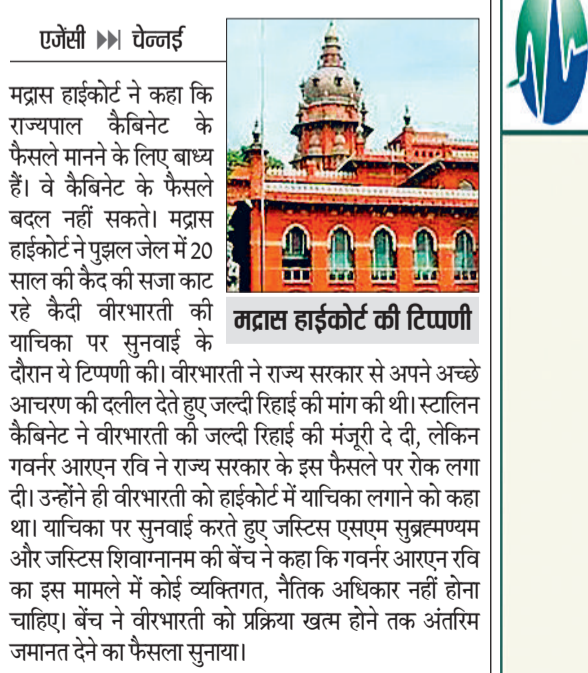 एजेंसी ▶▶| चेन्नई
मद्रास हाईकोर्ट ने कहा कि
राज्यपाल कैबिनेट के
फैसले मानने के लिए बाध्य
हैं। वे कैबिनेट के फैसले
बदल नहीं सकते। मद्रास
हाईकोर्ट ने पुझल जेल में 20
साल की कैद की सजा काट
रहे कैदी वीरभारती की
याचिका पर सुनवाई के
मद्रास हाईकोर्ट की टिप्पणी
दौरान ये टिप्पणी की। वीरभारती ने राज्य सरकार से अपने अच्छे
आचरण की दलील देते हुए जल्दी रिहाई की मांग की थी। स्टालिन
कैबिनेट ने वीरभारती की जल्दी रिहाई की मंजूरी दे दी, लेकिन
गवर्नर आरएन रवि ने राज्य सरकार के इस फैसले पर रोक लगा
दी। उन्होंने ही वीरभारती को हाईकोर्ट में याचिका लगाने को कहा
था। याचिका पर सुनवाई करते हुए जस्टिस एसएम सुब्रह्मण्यम
और जस्टिस शिवाग्नानम की बेंच ने कहा कि गवर्नर आरएन रवि
का इस मामले में कोई व्यक्तिगत, नैतिक अधिकार नहीं होना
चाहिए। बेंच ने वीरभारती को प्रक्रिया खत्म होने तक अंतरिम
जमानत देने का फैसला सुनाया।